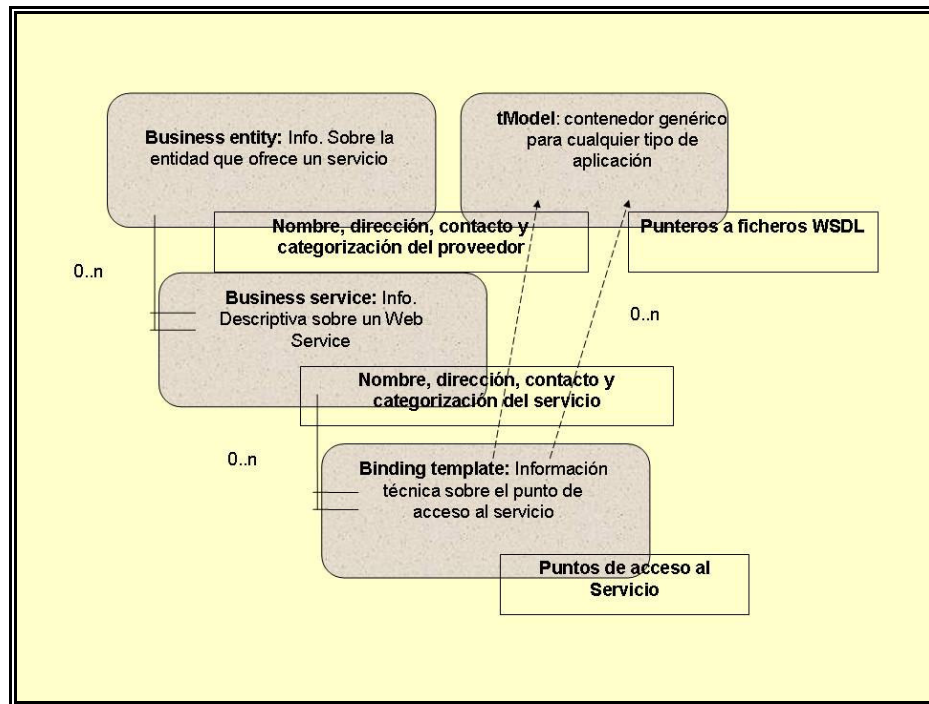 Business entity: Info. Sobre la
entidad que ofrece un servicio
tModel: contenedor genérico
para cualquier tipo de
aplicación
Nombre, dirección, contacto y
categorización del proveedor
Punteros a ficheros WSDL
0..n
Business service: Info.
Descriptiva sobre un Web
Service
0..n
Nombre, dirección, contacto y
categorización del servicio
0..n
Binding template: Información
técnica sobre el punto de
acceso al servicio
Puntos de acceso al
Servicio